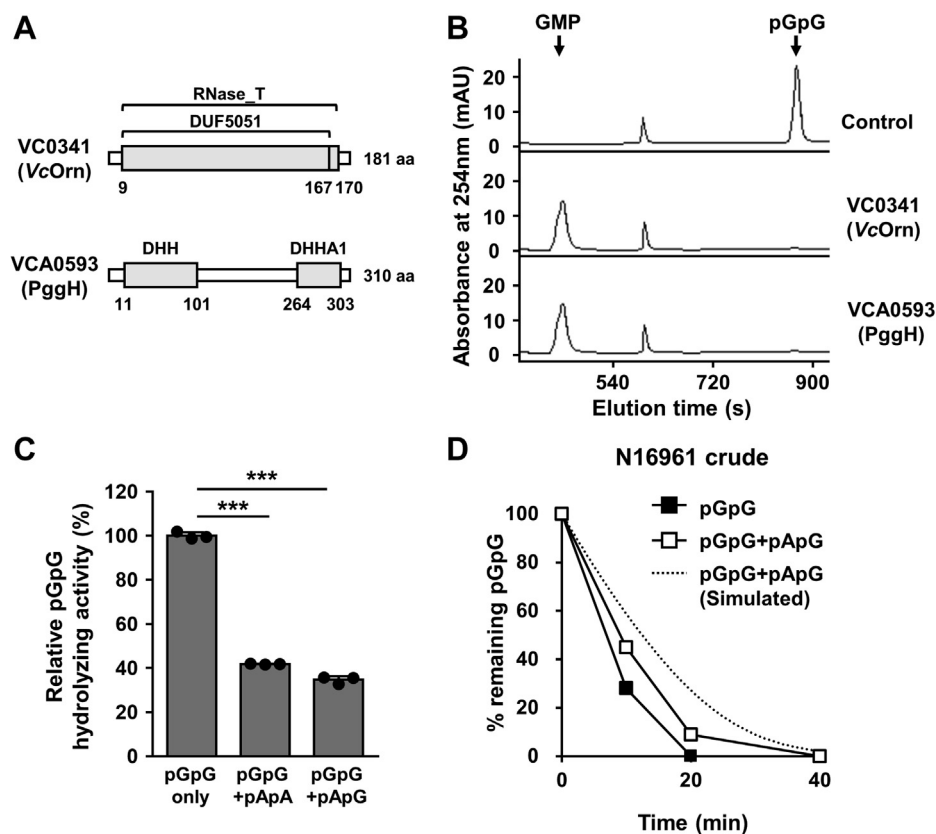 A
RNase_T
DUF5051
VC0341
(VcOrn)
181 aa
9 167 170
DHH DHHA1
VCA0593
(PggH)
310 aa
11 101 264 303
B
GMP pGpG
Absorbance at 254nm (mAU)
20
10
0
Control
20
10
0
VC0341
(VcOrn)
20
10
0
VCA0593
(PggH)
540 720 900
Elution time (s)
C
Relative pGpG
hydrolyzing activity (%)
120
100
80
60
40
20
0
***
***
pGpG
only
pGpG
+pApA
pGpG
+pApG
D
N16961 crude
% remaining pGpG
100
80
60
40
20
0
pGpG
pGpG+pApG
pGpG+pApG
(Simulated)
0 20 40
Time (min)